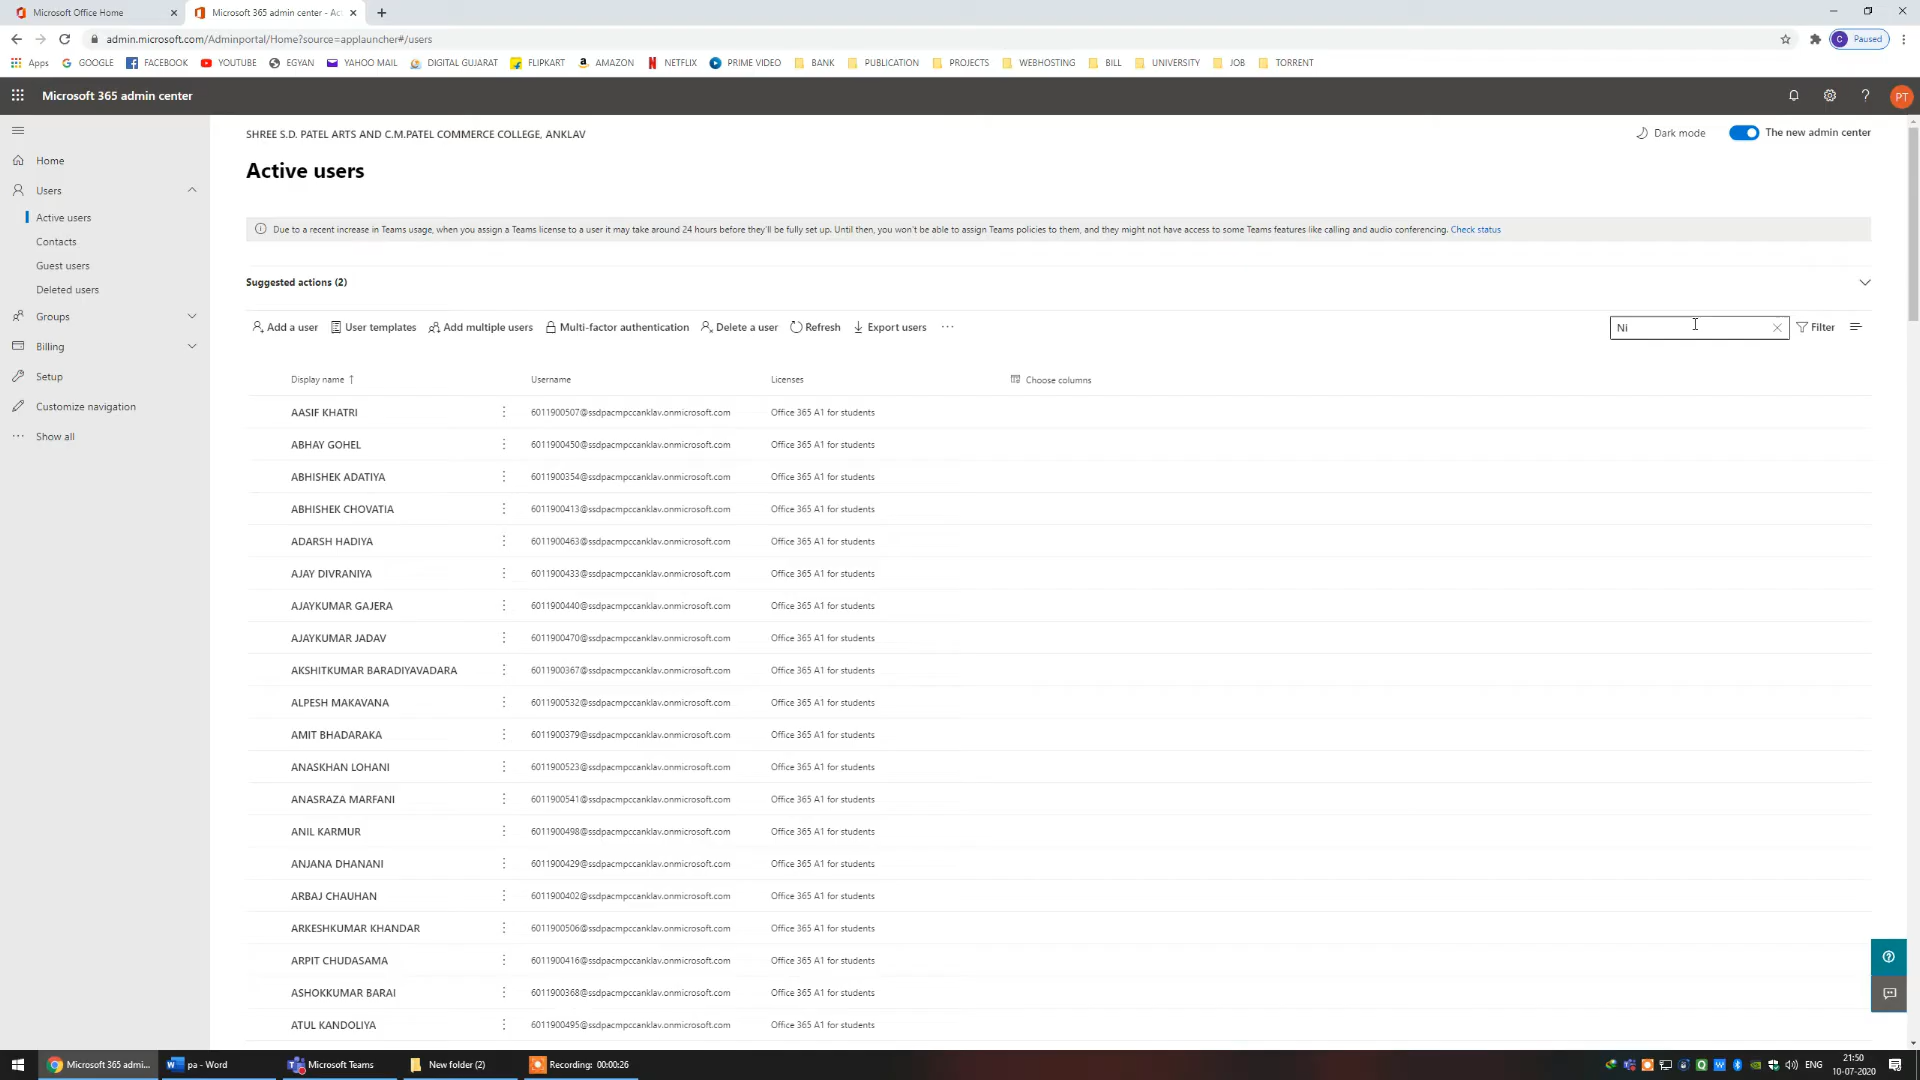 Microsoft Office Home
Microsoft 365 admin center - Ac
admin.microsoft.com/Adminportal/Home?source=applauncher#/users
Paused
Apps GOOGLE FACEBOOK YOUTUBE EGYAN YAHOO MAIL DIGITAL GUJARAT FLIPKART AMAZON NETFLIX PRIME VIDEO BANK PUBLICATION PROJECTS WEBHOSTING BILL UNIVERSITY JOB TORRENT
Microsoft 365 admin center
PT
Home
Users
Active users
Contacts
Guest users
Deleted users
Groups
Billing
Setup
Customize navigation
Show all
SHREE S.D. PATEL ARTS AND C.M.PATEL COMMERCE COLLEGE, ANKLAV
Dark mode The new admin center
Active users
Due to a recent increase in Teams usage, when you assign a Teams license to a user it may take around 24 hours before they'll be fully set up. Until then, you won't be able to assign Teams policies to them, and they might not have access to some Teams features like calling and audio conferencing. Check status
Suggested actions (2)
Add a user User templates Add multiple users Multi-factor authentication Delete a user Refresh Export users Ni Filter
Display name ↑ Username Licenses Choose columns
AASIF KHATRI 6011900507@ssdpacmpccanklav.onmicrosoft.com Office 365 A1 for students
ABHAY GOHEL 6011900450@ssdpacmpccanklav.onmicrosoft.com Office 365 A1 for students
ABHISHEK ADATIYA 6011900354@ssdpacmpccanklav.onmicrosoft.com Office 365 A1 for students
ABHISHEK CHOVATIA 6011900413@ssdpacmpccanklav.onmicrosoft.com Office 365 A1 for students
ADARSH HADIYA 6011900463@ssdpacmpccanklav.onmicrosoft.com Office 365 A1 for students
AJAY DIVRANIYA 6011900433@ssdpacmpccanklav.onmicrosoft.com Office 365 A1 for students
AJAYKUMAR GAJERA 6011900440@ssdpacmpccanklav.onmicrosoft.com Office 365 A1 for students
AJAYKUMAR JADAV 6011900470@ssdpacmpccanklav.onmicrosoft.com Office 365 A1 for students
AKSHITKUMAR BARADIYAVADARA 6011900367@ssdpacmpccanklav.onmicrosoft.com Office 365 A1 for students
ALPESH MAKAVANA 6011900532@ssdpacmpccanklav.onmicrosoft.com Office 365 A1 for students
AMIT BHADARAKA 6011900379@ssdpacmpccanklav.onmicrosoft.com Office 365 A1 for students
ANASKHAN LOHANI 6011900523@ssdpacmpccanklav.onmicrosoft.com Office 365 A1 for students
ANASRAZA MARFANI 6011900541@ssdpacmpccanklav.onmicrosoft.com Office 365 A1 for students
ANIL KARMUR 6011900498@ssdpacmpccanklav.onmicrosoft.com Office 365 A1 for students
ANJANA DHANANI 6011900429@ssdpacmpccanklav.onmicrosoft.com Office 365 A1 for students
ARBAJ CHAUHAN 6011900402@ssdpacmpccanklav.onmicrosoft.com Office 365 A1 for students
ARKESHKUMAR KHANDAR 6011900506@ssdpacmpccanklav.onmicrosoft.com Office 365 A1 for students
ARPIT CHUDASAMA 6011900416@ssdpacmpccanklav.onmicrosoft.com Office 365 A1 for students
ASHOKKUMAR BARAI 6011900368@ssdpacmpccanklav.onmicrosoft.com Office 365 A1 for students
ATUL KANDOLIYA 6011900495@ssdpacmpccanklav.onmicrosoft.com Office 365 A1 for students
Microsoft 365 admi... pa - Word Microsoft Teams New folder (2) Recording: 00:00:26 ENG 21:50
10-07-2020